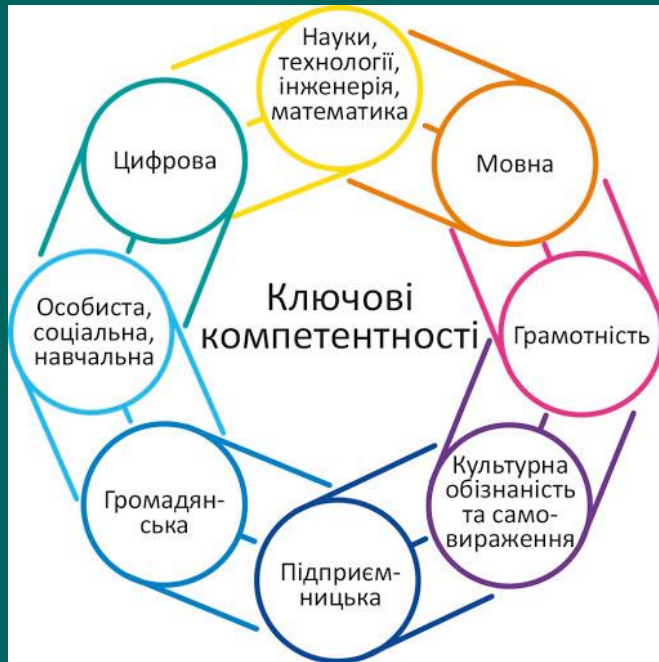 Науки,
технології,
інженерія,
математика
Мовна
Грамотність
Культурна
обізнаність
та само-
вираження
Підприєм-
ницька
Громадян-
ська
Особиста,
соціальна,
навчальна
Цифрова
Ключові
компетентності